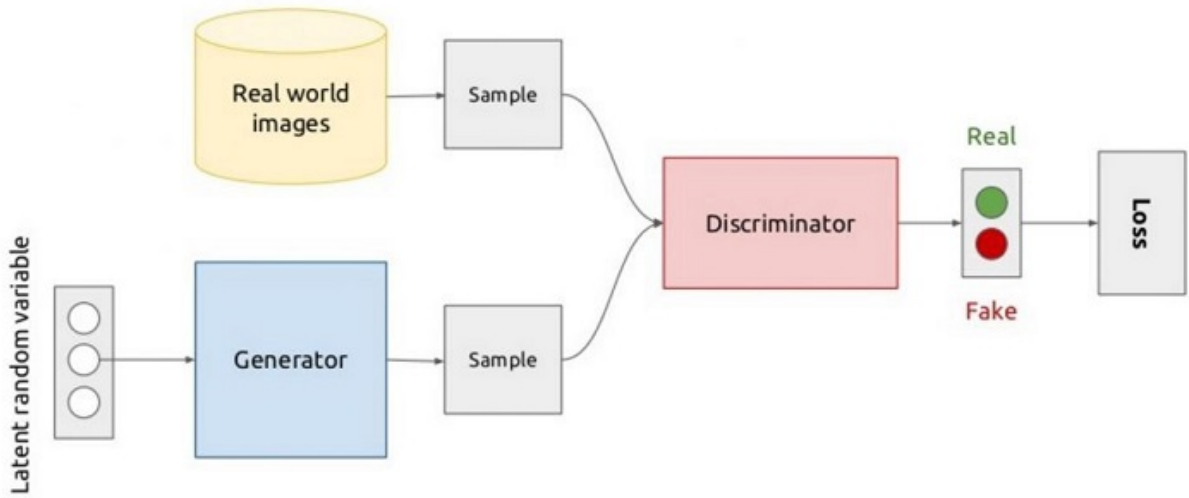 Real world
images
Sample
Real
Discriminator
Loss
Fake
Latent random variable
Generator
Sample